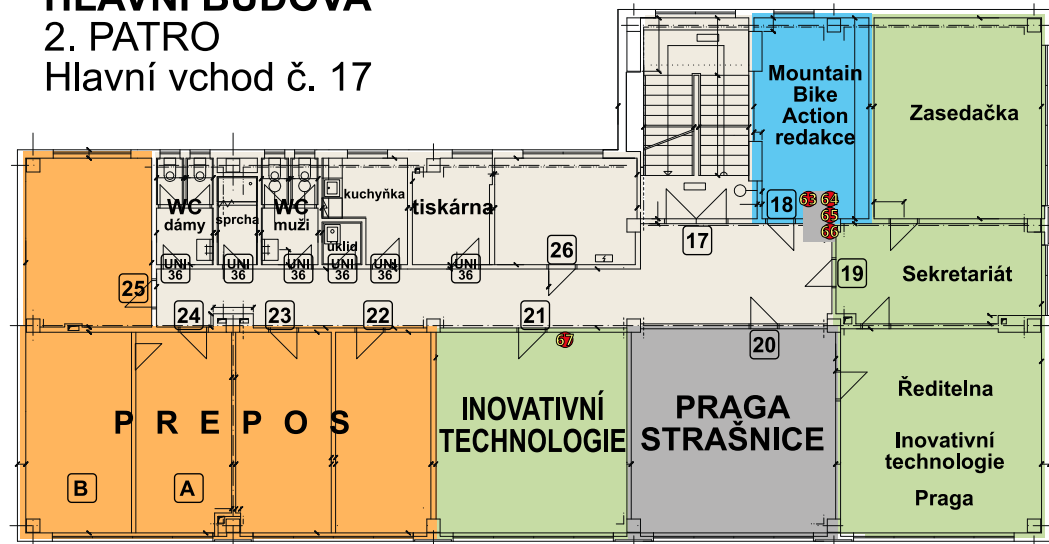 HLAVNÍ BUDOVA
2. PATRO
Hlavní vchod č. 17
Mountain
Bike
Action
redakce
Zasedačka
WC
dámy
sprcha
WC
muži
kuchyňka
úklid
tiskárna
26
17
18
63
64
65
66
UNI
36
UNI
36
UNI
36
UNI
36
UNI
36
UNI
36
25
24
23
22
21
67
20
19
Sekretariát
P R E P O S
B
A
INOVATIVNÍ
TECHNOLOGIE
PRAGA
STRAŠNICE
Ředitelna
Inovativní
technologie
Praga